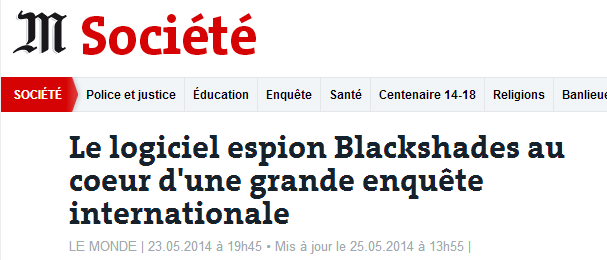 M Société
SOCIÉTÉ Police et justice Éducation Enquête Santé Centenaire 14-18 Religions Banlieue
Le logiciel espion Blackshades au
coeur d'une grande enquête
internationale
LE MONDE | 23.05.2014 à 19h45 • Mis à jour le 25.05.2014 à 13h55 |